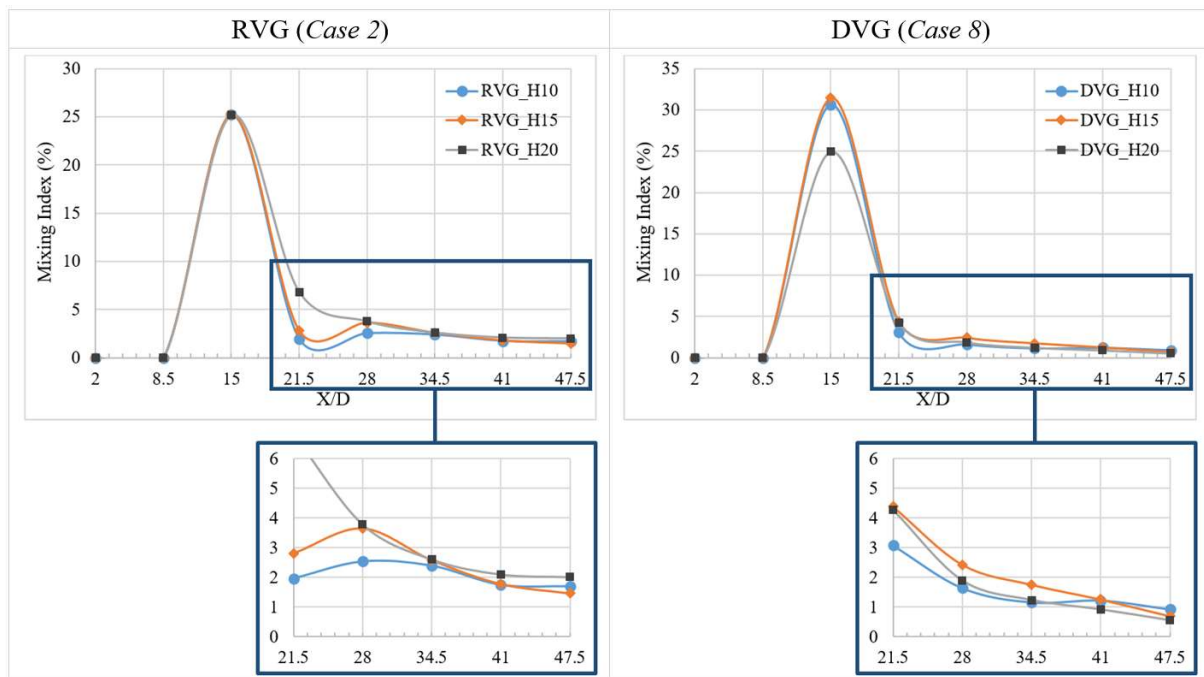 RVG (Case 2)
DVG (Case 8)
Mixing Index (%)
30
25
20
15
10
5
0
RVG_H10
RVG_H15
RVG_H20
2 8.5 15 21.5 28 34.5 41 47.5
X/D
Mixing Index (%)
35
30
25
20
15
10
5
0
DVG_H10
DVG_H15
DVG_H20
2 8.5 15 21.5 28 34.5 41 47.5
X/D
6
5
4
3
2
1
0
21.5 28 34.5 41 47.5
6
5
4
3
2
1
0
21.5 28 34.5 41 47.5